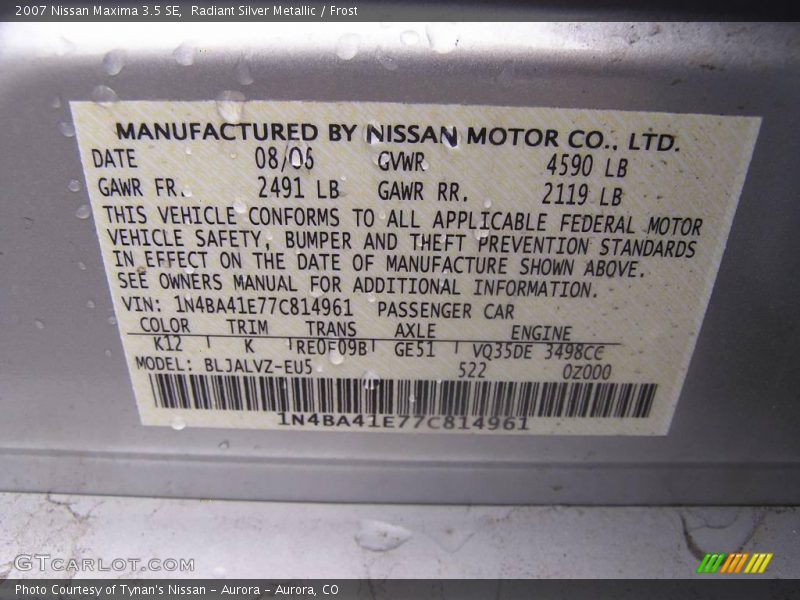 2007 Nissan Maxima 3.5 SE,  Radiant Silver Metallic / Frost
MANUFACTURED BY NISSAN MOTOR CO., LTD.
DATE 08/06 GVWR 4590 LB
GAWR FR. 2491 LB GAWR RR. 2119 LB
THIS VEHICLE CONFORMS TO ALL APPLICABLE FEDERAL MOTOR
VEHICLE SAFETY, BUMPER AND THEFT PREVENTION STANDARDS
IN EFFECT ON THE DATE OF MANUFACTURE SHOWN ABOVE.
SEE OWNERS MANUAL FOR ADDITIONAL INFORMATION.
VIN: 1N4BA41E77C814961 PASSENGER CAR
COLOR TRIM TRANS AXLE ENGINE
K12 K RE0F09B GE51 VQ35DE 3498CC
MODEL: BLJALVZ-EU5 522 0Z000
1N4BA41E77C814961
GTCARLOT.COM
Photo Courtesy of Tynan's Nissan - Aurora - Aurora, CO